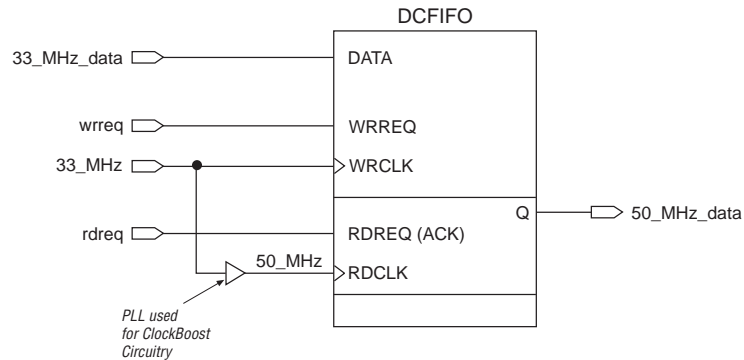 DCFIFO
33_MHz_data
DATA
wrreq
WRREQ
33_MHz
WRCLK
Q
50_MHz_data
rdreq
RDREQ (ACK)
50_MHz
RDCLK
PLL used
for ClockBoost
Circuitry